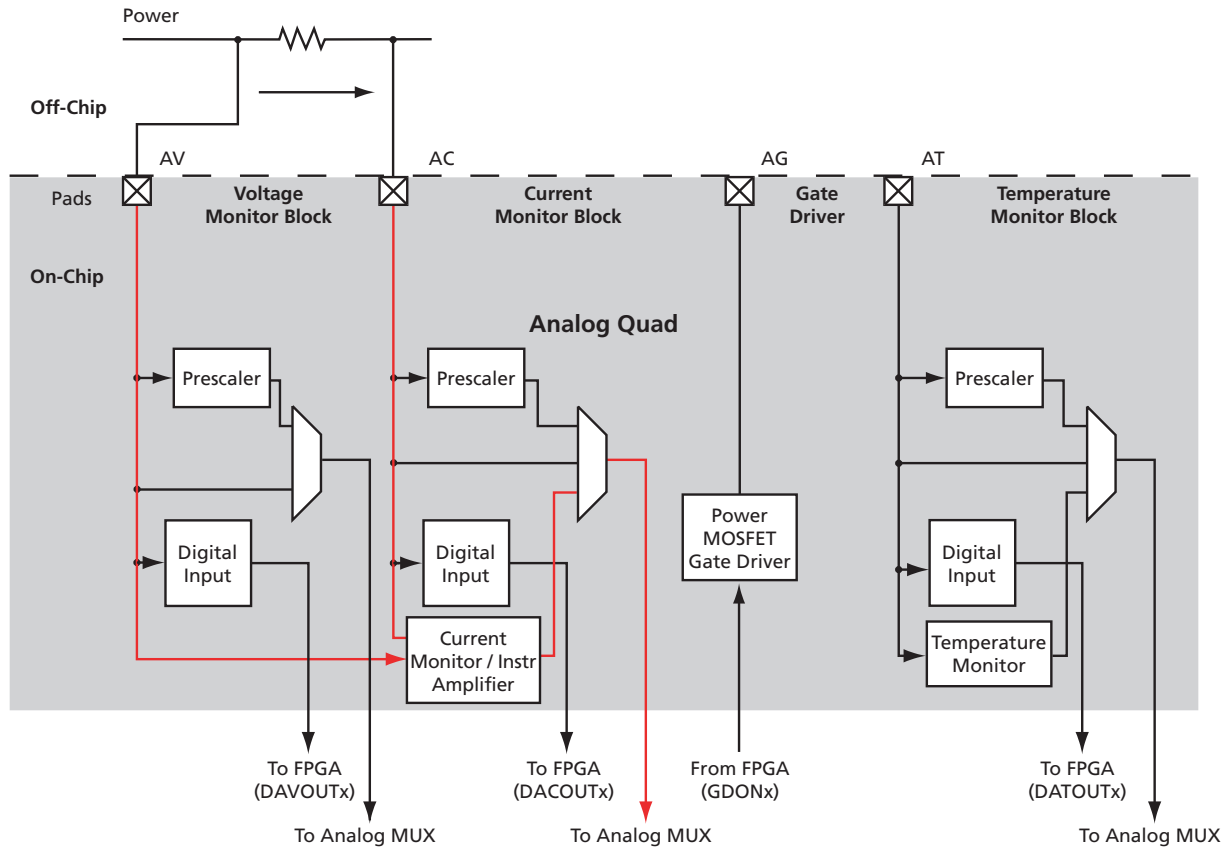 Power
Off-Chip
AV
AC
AG
AT
Pads
Voltage
Monitor Block
Current
Monitor Block
Gate
Driver
Temperature
Monitor Block
On-Chip
Analog Quad
Prescaler
Prescaler
Prescaler
Digital
Input
Digital
Input
Power
MOSFET
Gate Driver
Digital
Input
Current
Monitor / Instr
Amplifier
Temperature
Monitor
To FPGA
(DAVOUTx)
To FPGA
(DACOUTx)
From FPGA
(GDONx)
To FPGA
(DATOUTx)
To Analog MUX
To Analog MUX
To Analog MUX